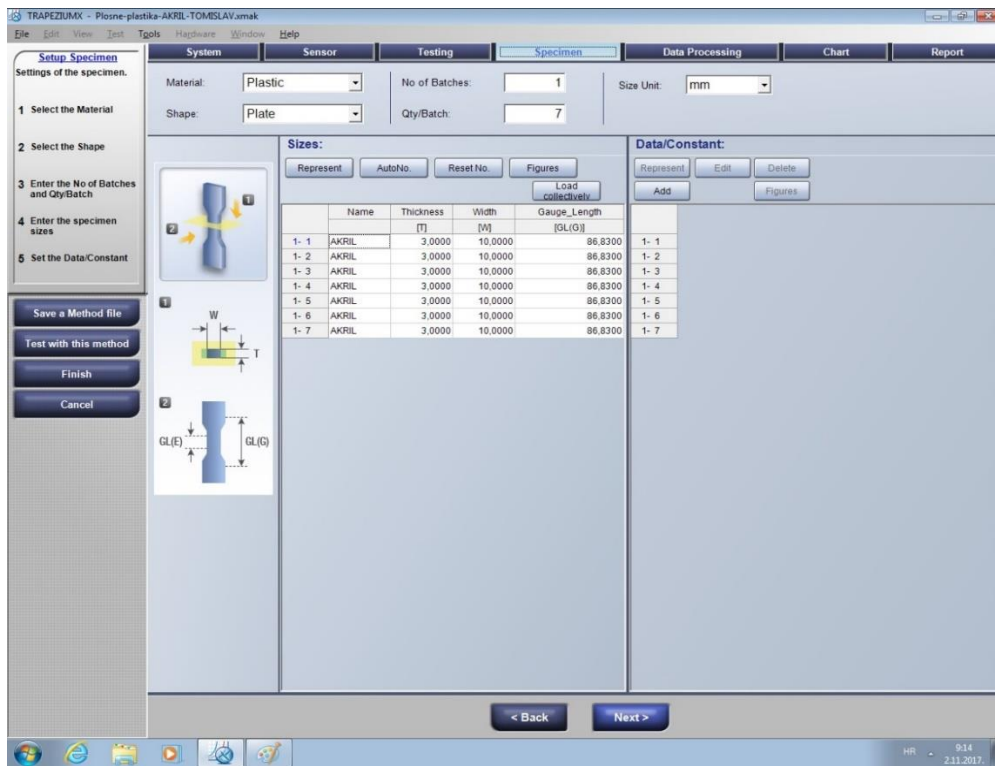 TRAPEZIUMX - Plosne-plastika-AKRIL-TOMISLAV.xmak
File Edit View Test Tools Hardware Window Help
Setup Specimen
Settings of the specimen.
1 Select the Material
2 Select the Shape
3 Enter the No of Batches
and Qty/Batch
4 Enter the specimen
sizes
5 Set the Data/Constant
Save a Method file
Test with this method
Finish
Cancel
System Sensor Testing Specimen Data Processing Chart Report
Material: Plastic No of Batches: 1 Size Unit: mm
Shape: Plate Qty/Batch: 7
1
2
1
W
T
2
GL(E) GL(G)
Sizes:
Represent AutoNo. Reset No. Figures
Load
collectively
Name Thickness Width Gauge_Length
[T] [W] [GL(G)]
1- 1 AKRIL 3,0000 10,0000 86,8300
1- 2 AKRIL 3,0000 10,0000 86,8300
1- 3 AKRIL 3,0000 10,0000 86,8300
1- 4 AKRIL 3,0000 10,0000 86,8300
1- 5 AKRIL 3,0000 10,0000 86,8300
1- 6 AKRIL 3,0000 10,0000 86,8300
1- 7 AKRIL 3,0000 10,0000 86,8300
Data/Constant:
Represent Edit Delete
Add Figures
1- 1
1- 2
1- 3
1- 4
1- 5
1- 6
1- 7
< Back Next >
HR 9:14
2.11.2017.